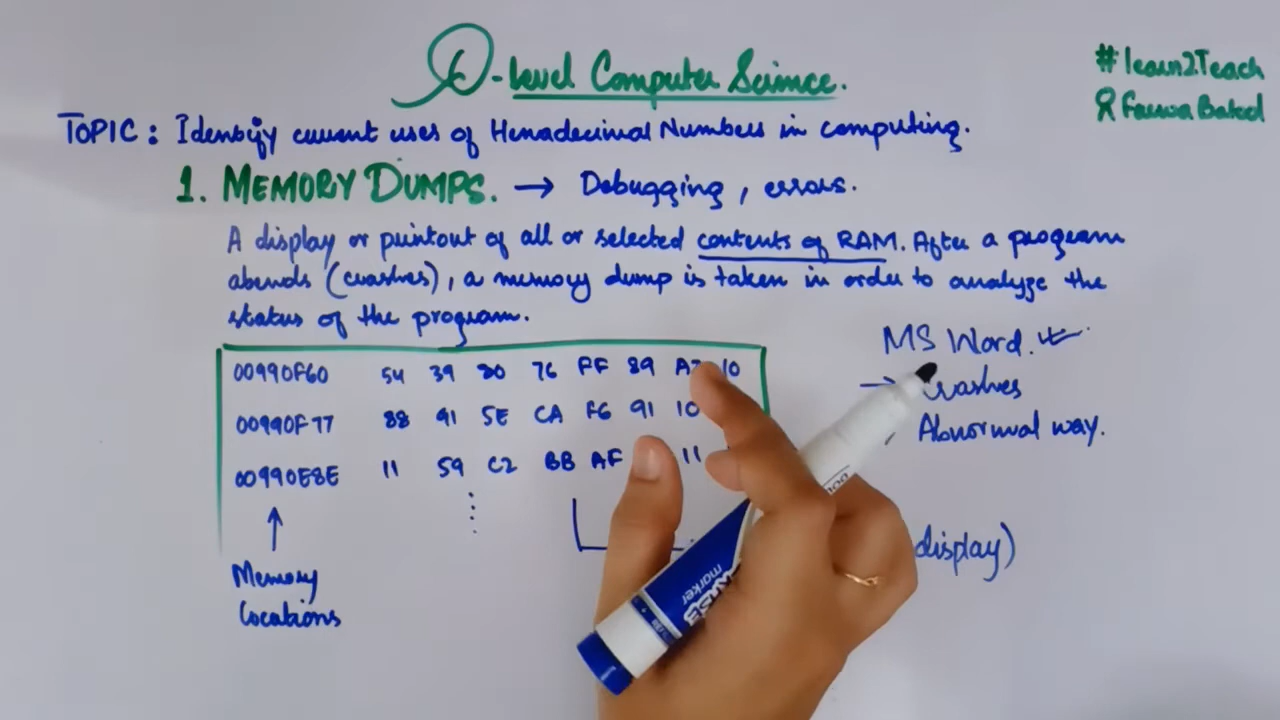 O-Level Computer Science.
#learn2Teach
TOPIC: Identify current uses of Hexadecimal Numbers in computing.
1. MEMORY DUMPS. → Debugging, errors.
A display or printout of all or selected contents of RAM. After a program
abends (crashes), a memory dump is taken in order to analyze the
status of the program.
MS Word.
00990F60 54 39 80 76 FF 89 10
→ crashes
00990F77 88 91 5E CA F6 91 10
Abnormal way.
00990E8E 11 59 C2 BB AF 11
display)
Memory
Locations
marker